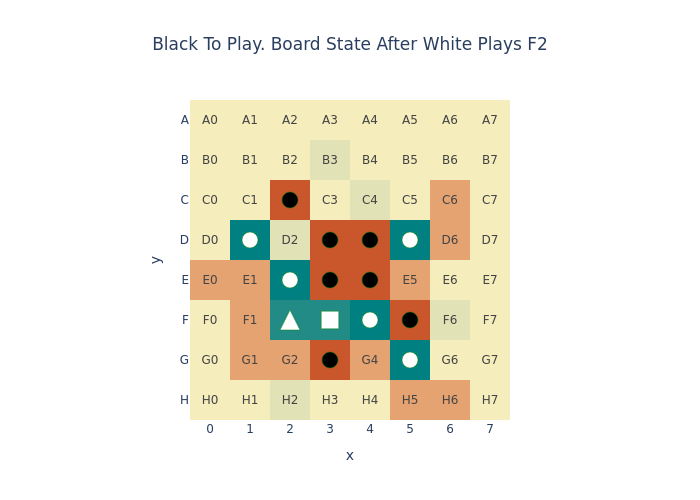 Black To Play. Board State After White Plays F2
A A0 A1 A2 A3 A4 A5 A6 A7
B B0 B1 B2 B3 B4 B5 B6 B7
C C0 C1 C3 C4 C5 C6 C7
D D0 D2 D6 D7
y
E E0 E1 E5 E6 E7
F F0 F1 F6 F7
G G0 G1 G2 G4 G6 G7
H H0 H1 H2 H3 H4 H5 H6 H7
0 1 2 3 4 5 6 7
x